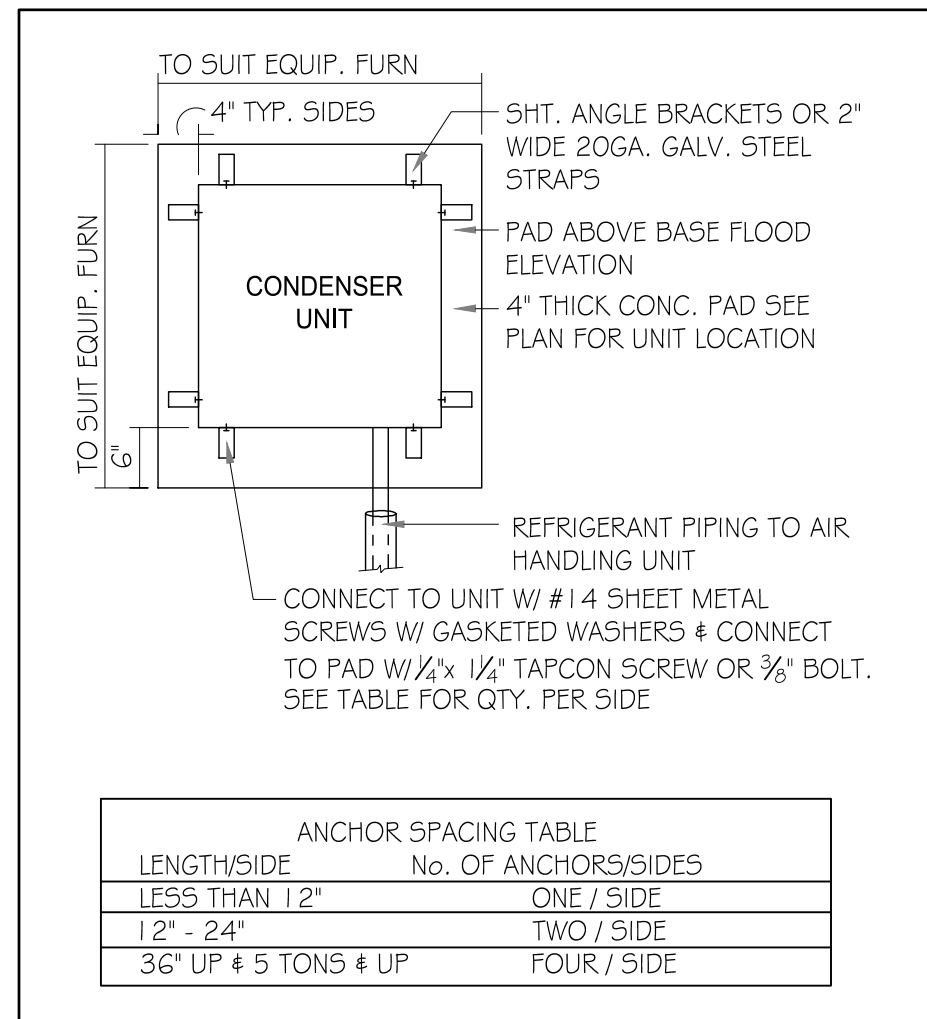 TO SUIT EQUIP. FURN
4" TYP. SIDES
SHT. ANGLE BRACKETS OR 2"
WIDE 20GA. GALV. STEEL
STRAPS
TO SUIT EQUIP. FURN
PAD ABOVE BASE FLOOD
ELEVATION
CONDENSER
UNIT
4" THICK CONC. PAD SEE
PLAN FOR UNIT LOCATION
6"
REFRIGERANT PIPING TO AIR
HANDLING UNIT
CONNECT TO UNIT W/ #14 SHEET METAL
SCREWS W/ GASKETED WASHERS & CONNECT
TO PAD W/ 1/4"x 1 1/4" TAPCON SCREW OR 3/8" BOLT.
SEE TABLE FOR QTY. PER SIDE
ANCHOR SPACING TABLE
LENGTH/SIDE No. OF ANCHORS/SIDES
LESS THAN 12" ONE / SIDE
12" - 24" TWO / SIDE
36" UP & 5 TONS & UP FOUR / SIDE